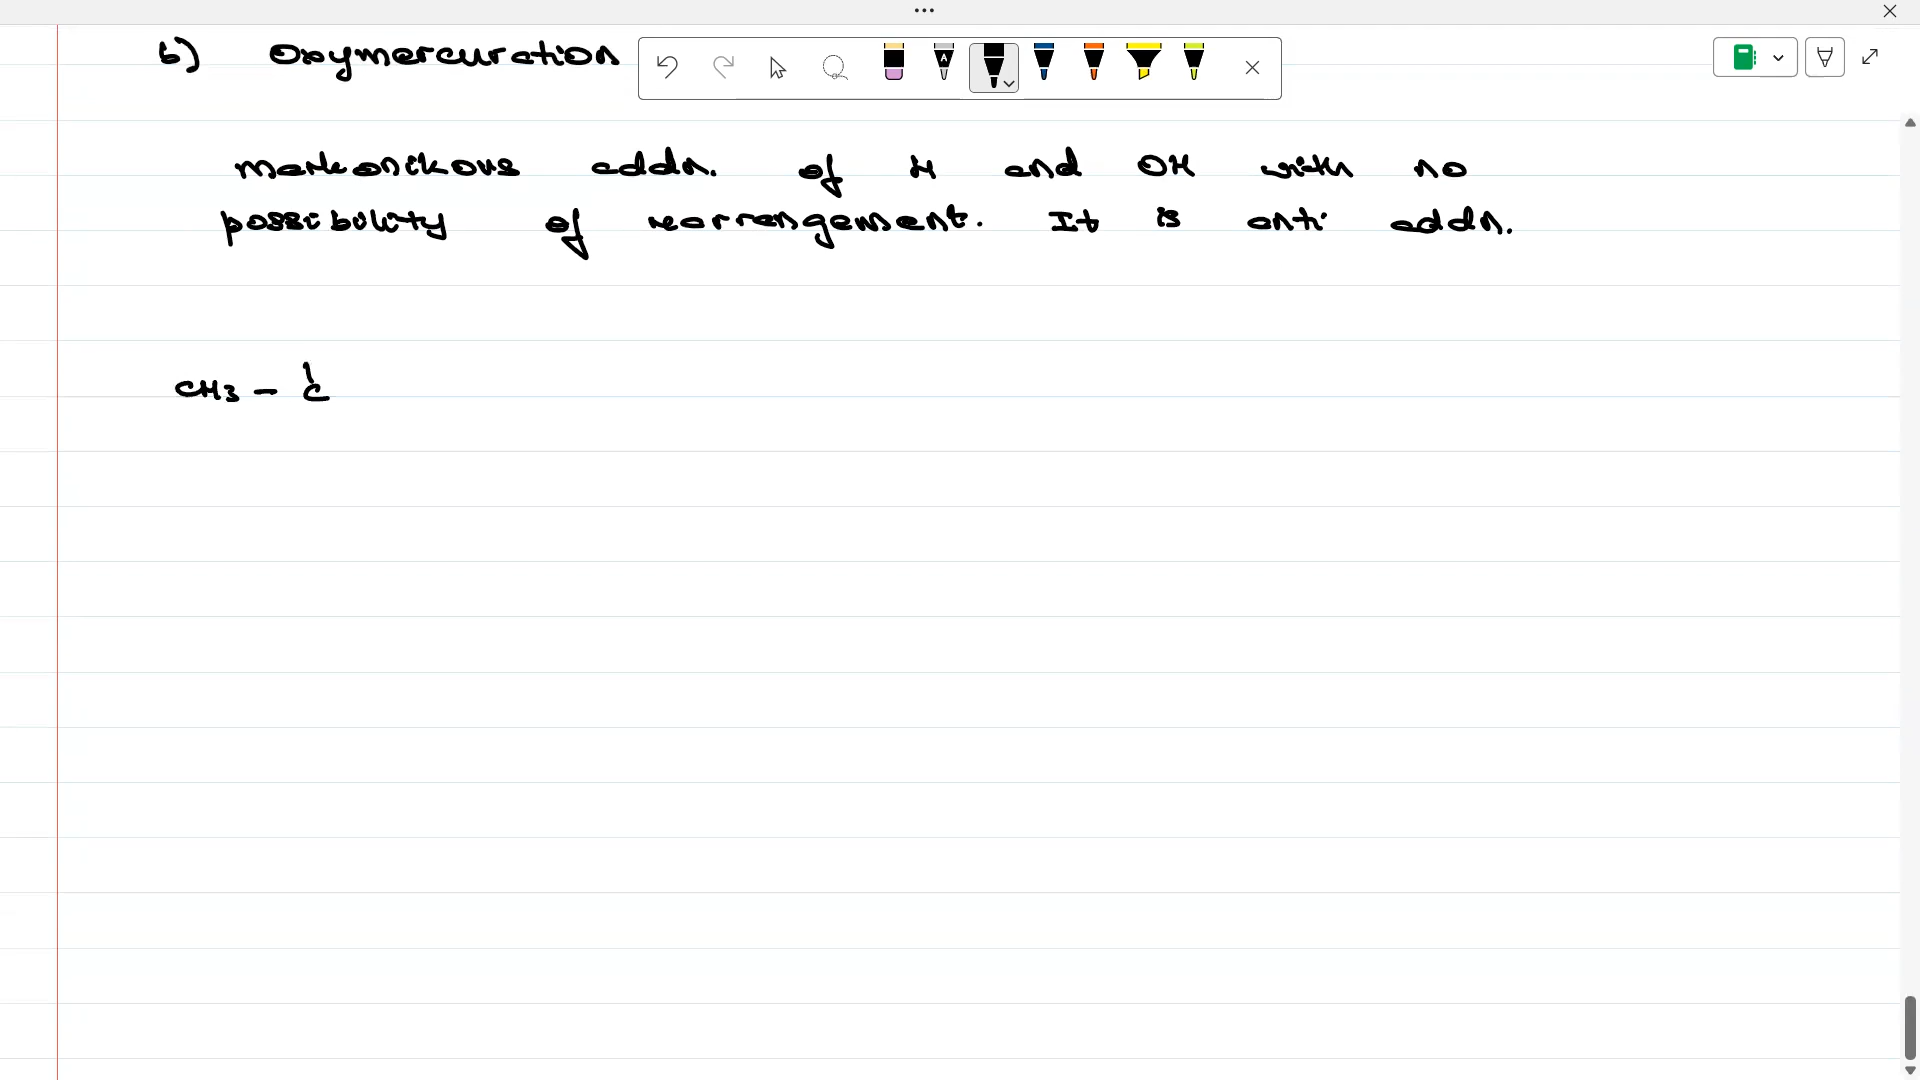 b) Oxymercuration
markonikovs addn. of H and OH with no
possibility of rearrangement. It is anti addn.
CH3 - C